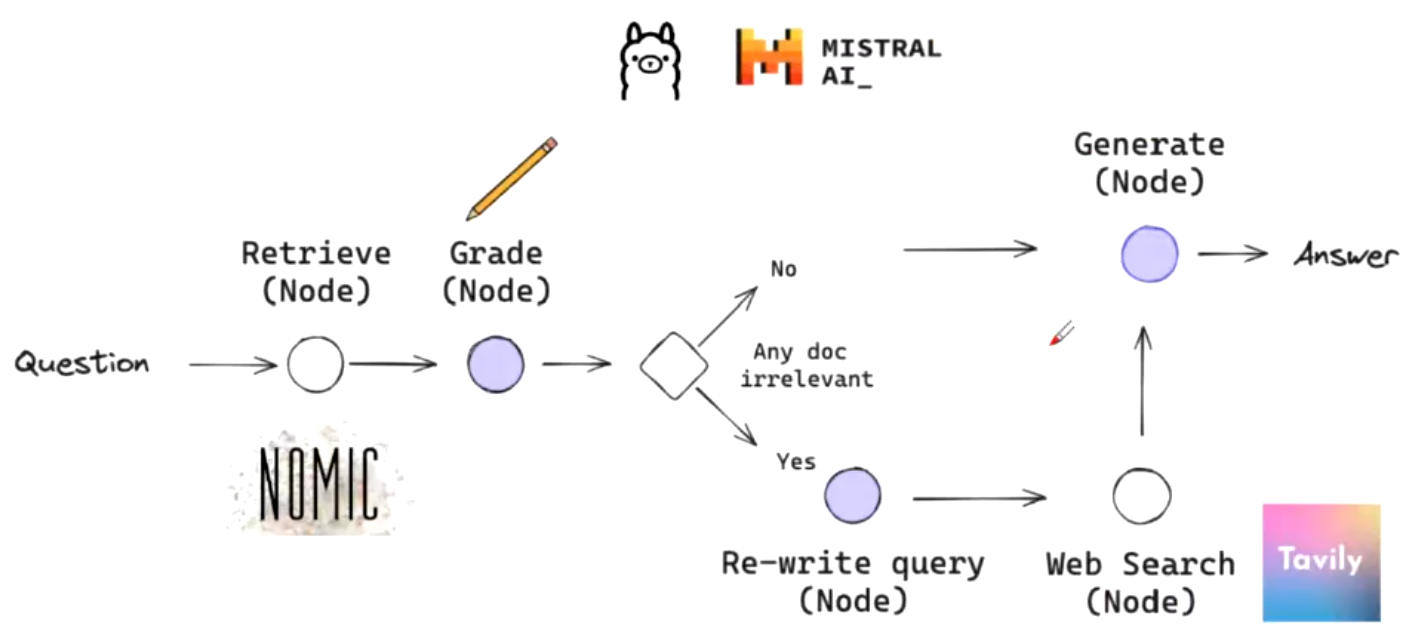 MISTRAL
AI_
Generate
(Node)
Retrieve
(Node)
Grade
(Node)
No
Answer
Question
Any doc
irrelevant
Yes
NOMIC
Re-write query
(Node)
Web Search
(Node)
Tavily